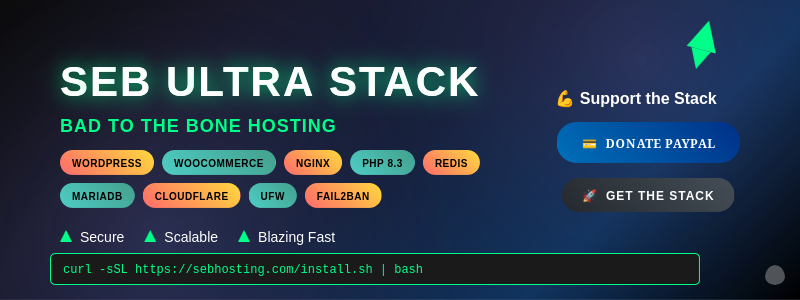 SEB ULTRA STACK
BAD TO THE BONE HOSTING
WORDPRESS WOOCOMMERCE NGINX PHP 8.3 REDIS
MARIADB CLOUDFLARE UFW FAIL2BAN
Secure Scalable Blazing Fast
curl -sSL https://sebhosting.com/install.sh | bash
💪 Support the Stack
💳 DONATE PAYPAL
🚀 GET THE STACK